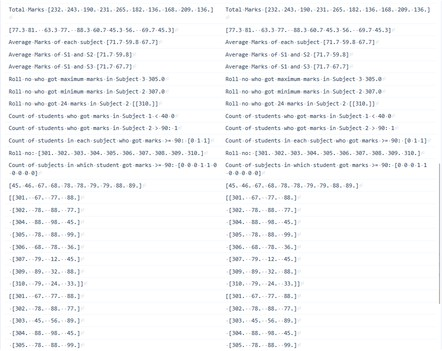 Total Marks [232. 243. 190. 231. 265. 182. 136. 168. 209. 136.]
Total Marks [232. 243. 190. 231. 265. 182. 136. 168. 209. 136.]
[77.3 81. 63.3 77. 88.3 60.7 45.3 56. 69.7 45.3]
[77.3 81. 63.3 77. 88.3 60.7 45.3 56. 69.7 45.3]
Average Marks of each subject [71.7 59.8 67.7]
Average Marks of each subject [71.7 59.8 67.7]
Average Marks of S1 and S2 [71.7 59.8]
Average Marks of S1 and S2 [71.7 59.8]
Average Marks of S1 and S3 [71.7 67.7]
Average Marks of S1 and S3 [71.7 67.7]
Roll no who got maximum marks in Subject 3 305.0
Roll no who got maximum marks in Subject 3 305.0
Roll no who got minimum marks in Subject 2 307.0
Roll no who got minimum marks in Subject 2 307.0
Roll no who got 24 marks in Subject 2 [[310.]]
Roll no who got 24 marks in Subject 2 [[310.]]
Count of students who got marks in Subject 1 < 40 0
Count of students who got marks in Subject 1 < 40 0
Count of students who got marks in Subject 2 > 90: 1
Count of students who got marks in Subject 2 > 90: 1
Count of students in each subject who got marks >= 90: [0 1 1]
Count of students in each subject who got marks >= 90: [0 1 1]
Roll no: [301. 302. 303. 304. 305. 306. 307. 308. 309. 310.]
Roll no: [301. 302. 303. 304. 305. 306. 307. 308. 309. 310.]
Count of subjects in which student got marks >= 90: [0 0 0 1 1 0
Count of subjects in which student got marks >= 90: [0 0 0 1 1
0 0 0 0]
0 0 0 0 0]
[45. 46. 67. 68. 78. 78. 79. 79. 88. 89.]
[45. 46. 67. 68. 78. 78. 79. 79. 88. 89.]
[[301. 67. 77. 88.]
[[301. 67. 77. 88.]
[302. 78. 88. 77.]
[302. 78. 88. 77.]
[304. 88. 98. 45.]
[304. 88. 98. 45.]
[305. 78. 88. 99.]
[305. 78. 88. 99.]
[306. 68. 78. 36.]
[306. 68. 78. 36.]
[307. 79. 12. 45.]
[307. 79. 12. 45.]
[309. 89. 32. 88.]
[309. 89. 32. 88.]
[310. 79. 24. 33.]]
[310. 79. 24. 33.]]
[[301. 67. 77. 88.]
[[301. 67. 77. 88.]
[302. 78. 88. 77.]
[302. 78. 88. 77.]
[303. 45. 56. 89.]
[303. 45. 56. 89.]
[304. 88. 98. 45.]
[304. 88. 98. 45.]
[305. 78. 88. 99.]
[305. 78. 88. 99.]